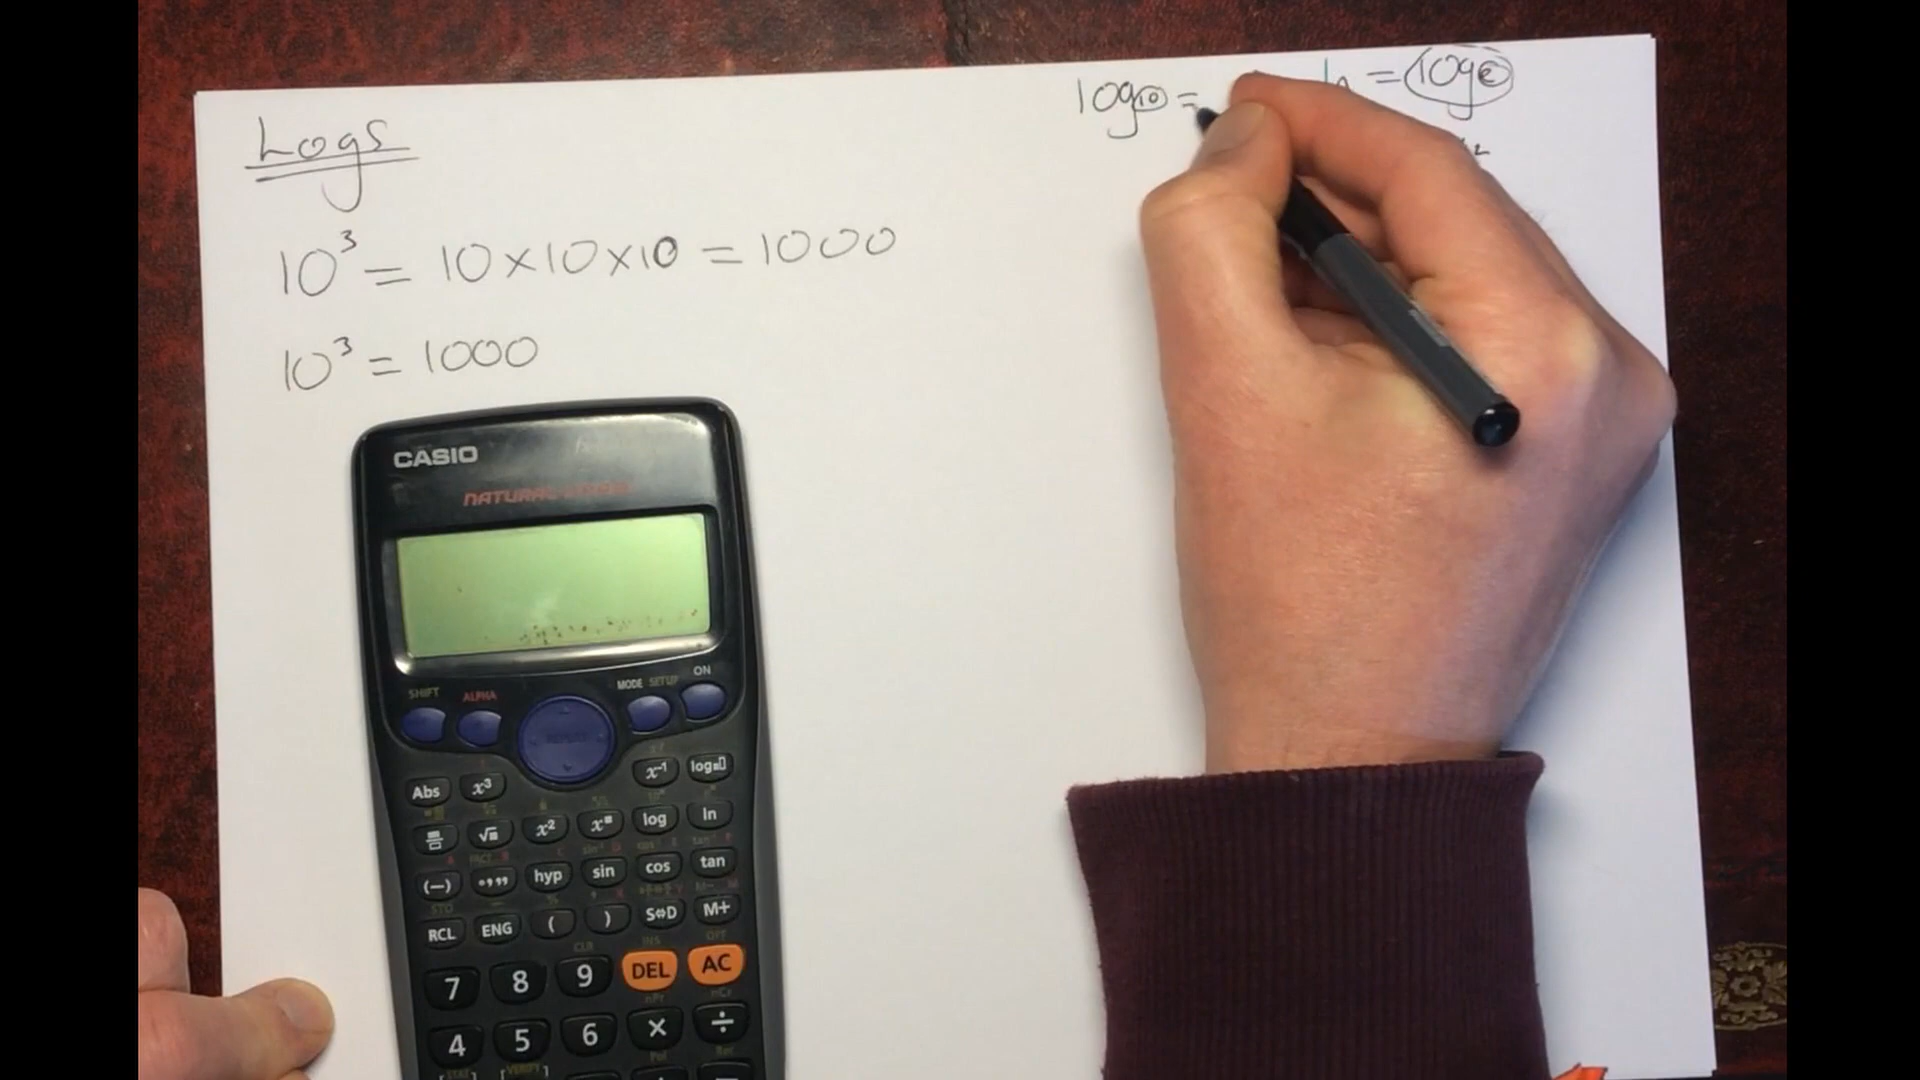 Logs
log10 =
= loge
10³ = 10×10×10 = 1000
10³ = 1000
CASIO
SHIFT ALPHA MODE SETUP ON
Abs x³ x⁻¹ log
x² log ln
(−) hyp sin cos tan
RCL ENG ( ) S⇔D M+
7 8 9 DEL AC
4 5 6 × ÷